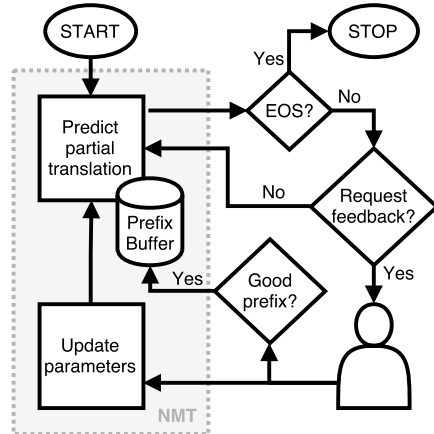 START
STOP
Yes
EOS?
No
Predict
partial
translation
No
Request
feedback?
Prefix
Buffer
Yes
Good
prefix?
Yes
Update
parameters
NMT